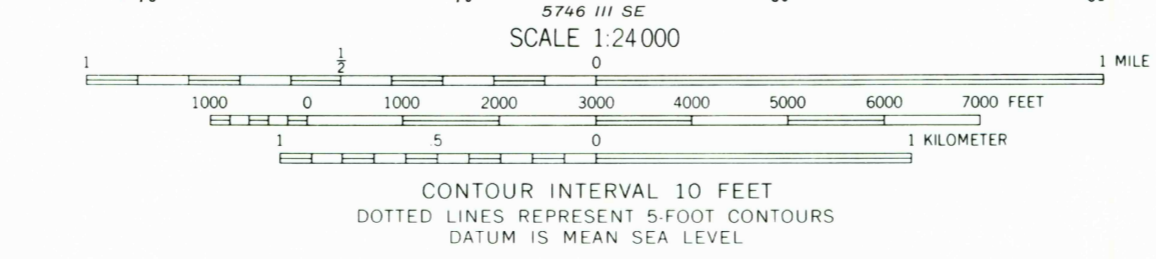 5746 III SE
SCALE 1:24 000
1 1/2 0 1 MILE
1000 0 1000 2000 3000 4000 5000 6000 7000 FEET
1 .5 0 1 KILOMETER
CONTOUR INTERVAL 10 FEET
DOTTED LINES REPRESENT 5-FOOT CONTOURS
DATUM IS MEAN SEA LEVEL